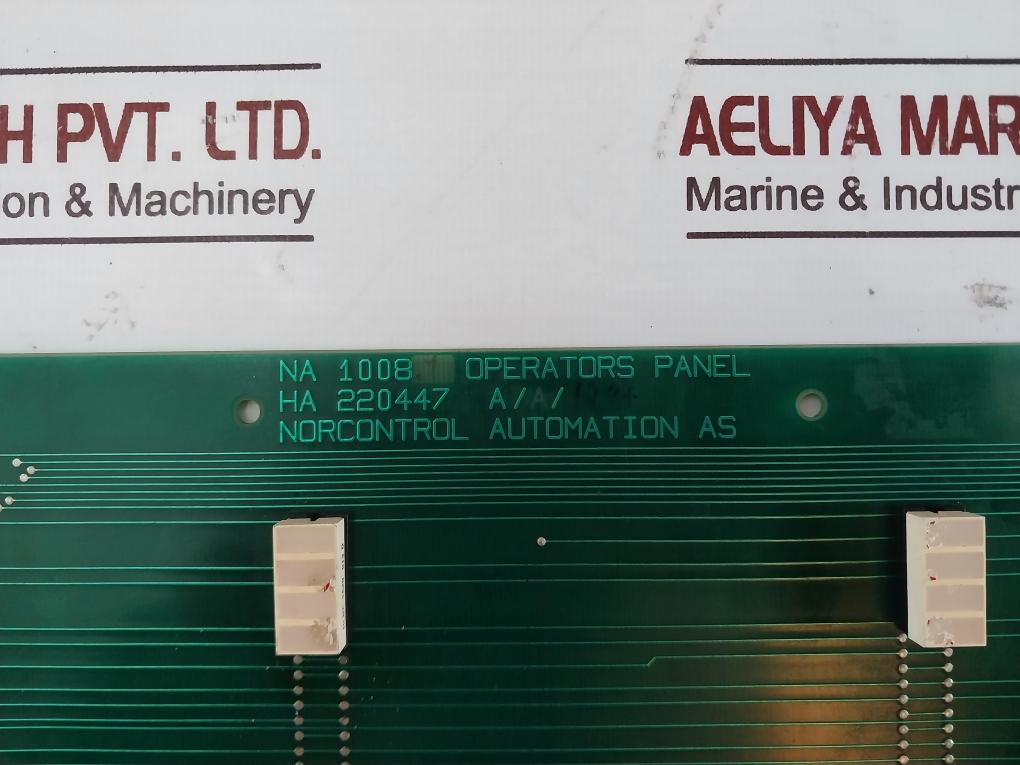 H PVT. LTD.
on & Machinery
AELIYA MAR
Marine & Industr
NA 1008 OPERATORS PANEL
HA 220447 A/A/
NORCONTROL AUTOMATION AS